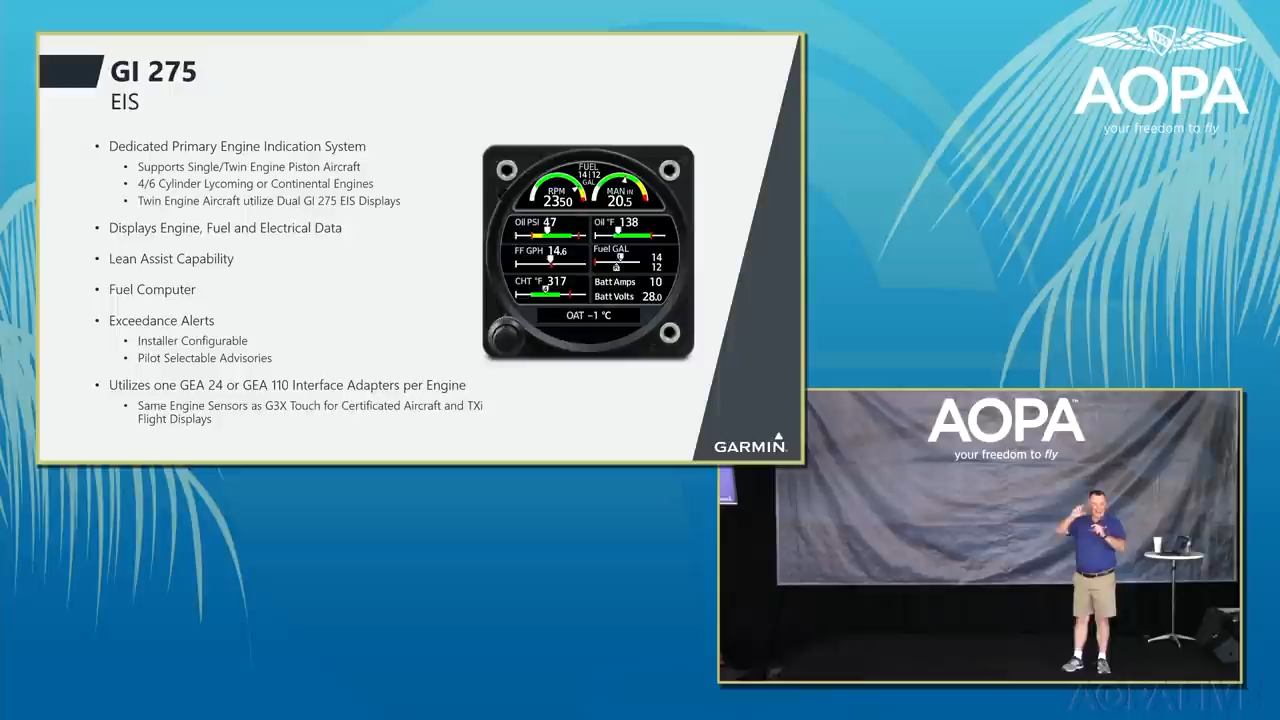 GI 275
EIS
• Dedicated Primary Engine Indication System
• Supports Single/Twin Engine Piston Aircraft
• 4/6 Cylinder Lycoming or Continental Engines
• Twin Engine Aircraft utilize Dual GI 275 EIS Displays
• Displays Engine, Fuel and Electrical Data
• Lean Assist Capability
• Fuel Computer
• Exceedance Alerts
• Installer Configurable
• Pilot Selectable Advisories
• Utilizes one GEA 24 or GEA 110 Interface Adapters per Engine
• Same Engine Sensors as G3X Touch for Certificated Aircraft and TXi
Flight Displays
FUEL
14|12
GAL
RPM
2350
MAN IN
20.5
Oil PSI 47
Oil °F 138
FF GPH 14.6
Fuel GAL
14
12
CHT °F 317
Batt Amps 10
Batt Volts 28.0
OAT -1 °C
GARMIN
AOPA™
your freedom to fly
AOPA™
your freedom to fly
AOPA LIVE